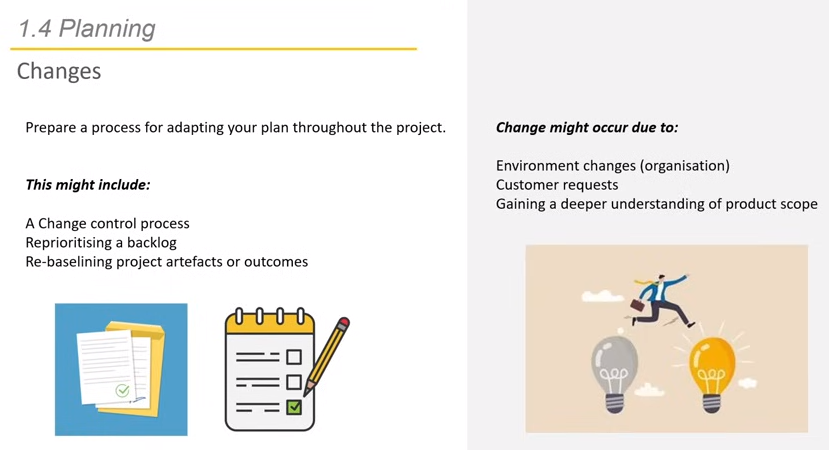 1.4 Planning
Changes
Prepare a process for adapting your plan throughout the project.
This might include:
A Change control process
Reprioritising a backlog
Re-baselining project artefacts or outcomes
Change might occur due to:
Environment changes (organisation)
Customer requests
Gaining a deeper understanding of product scope